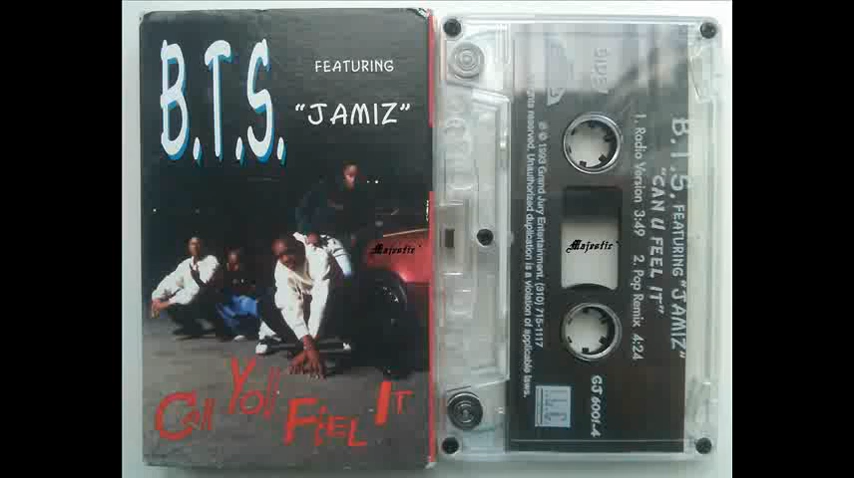 B.T.S.
FEATURING
"JAMIZ"
Majestic
Can You
Feel It
B.T.S. FEATURING "JAMIZ"
"CAN U FEEL IT"
1. Radio Version 3:49 2. Pop Remix 4:24
GJ 6001-4
SIDE
Majestic
℗ © 1993 Grand Jury Entertainment. (310) 715-1117
rights reserved. Unauthorized duplication is a violation of applicable laws.